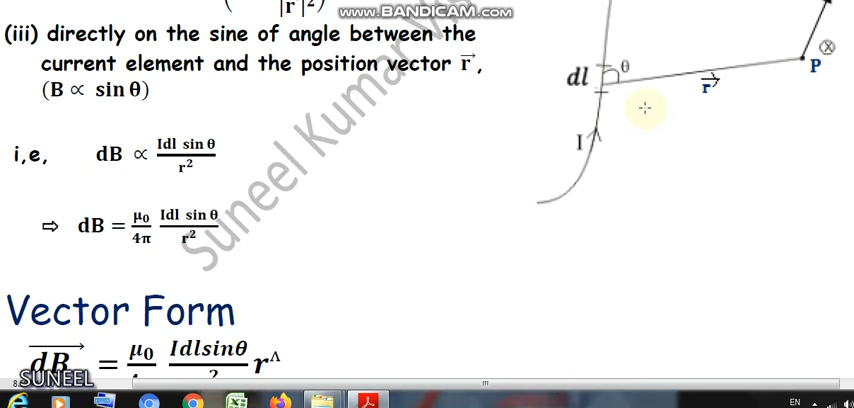 |r|²)
www.BANDICAM.COM
(iii) directly on the sine of angle between the
current element and the position vector r⃗,
(B ∝ sin θ)
i,e, dB ∝ Idl sin θ / r²
⇨ dB = μ₀/4π Idl sin θ / r²
Vector Form
dB⃗ = μ₀ Idlsinθ r^
dl
θ
r⃗
P
I
Suneel Kumar Vis
SUNEEL
EN